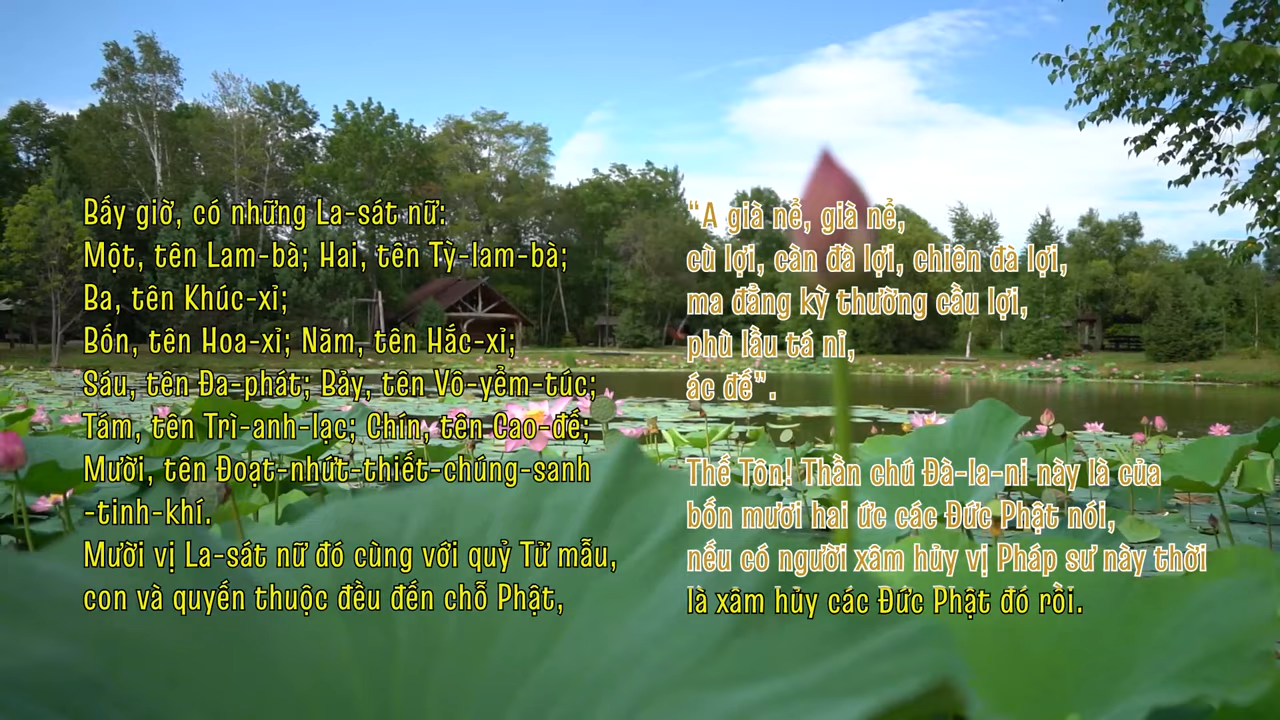 Bấy giờ, có những La-sát nữ:
Một, tên Lam-bà; Hai, tên Tỳ-lam-bà;
Ba, tên Khúc-xỉ;
Bốn, tên Hoa-xỉ; Năm, tên Hắc-xỉ;
Sáu, tên Đa-phát; Bảy, tên Vô-yểm-túc;
Tám, tên Trì-anh-lạc; Chín, tên Cao-đế;
Mười, tên Đoạt-nhứt-thiết-chúng-sanh
-tinh-khí.
Mười vị La-sát nữ đó cùng với quỷ Tử mẫu,
con và quyến thuộc đều đến chỗ Phật,
“A già nể, già nể,
cù lợi, càn đà lợi, chiên đà lợi,
ma đẳng kỳ thường cầu lợi,
phù lầu tá nỉ,
ác đế”.
Thế Tôn! Thần chú Đà-la-ni này là của
bốn mươi hai ức các Đức Phật nói,
nếu có người xâm hủy vị Pháp sư này thời
là xâm hủy các Đức Phật đó rồi.